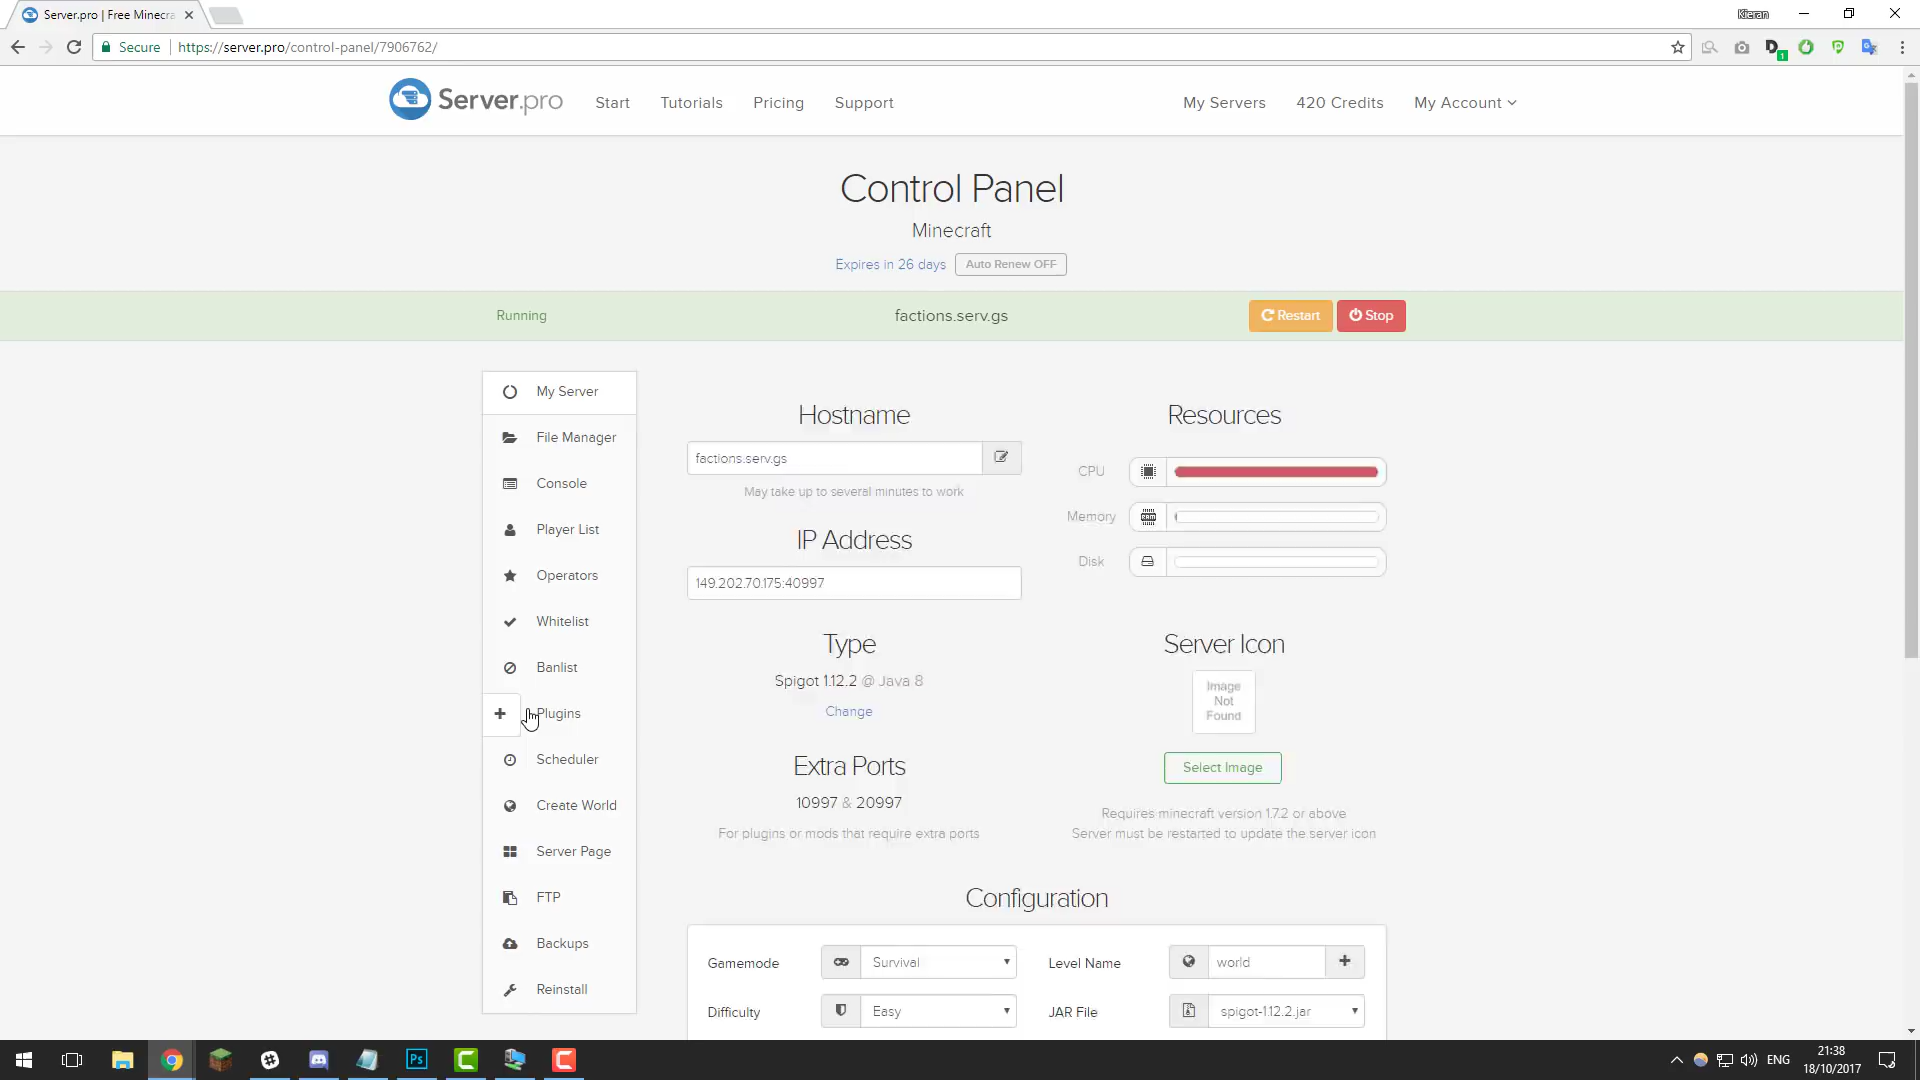 Server.pro | Free Minecra
Kieran
Secure
https://server.pro/control-panel/7906762/
1
Server.pro
Start
Tutorials
Pricing
Support
My Servers
420 Credits
My Account
Control Panel
Minecraft
Expires in 26 days
Auto Renew OFF
Running
factions.serv.gs
Restart
Stop
My Server
File Manager
Console
Player List
Operators
Whitelist
Banlist
Plugins
Scheduler
Create World
Server Page
FTP
Backups
Reinstall
Hostname
factions.serv.gs
May take up to several minutes to work
IP Address
149.202.70.175:40997
Type
Spigot 1.12.2 @ Java 8
Change
Extra Ports
10997 & 20997
For plugins or mods that require extra ports
Resources
CPU
Memory
Disk
Server Icon
Image
Not
Found
Select Image
Requires minecraft version 1.7.2 or above
Server must be restarted to update the server icon
Configuration
Gamemode
Survival
Level Name
world
Difficulty
Easy
JAR File
spigot-1.12.2.jar
Ps
ENG
21:38
18/10/2017